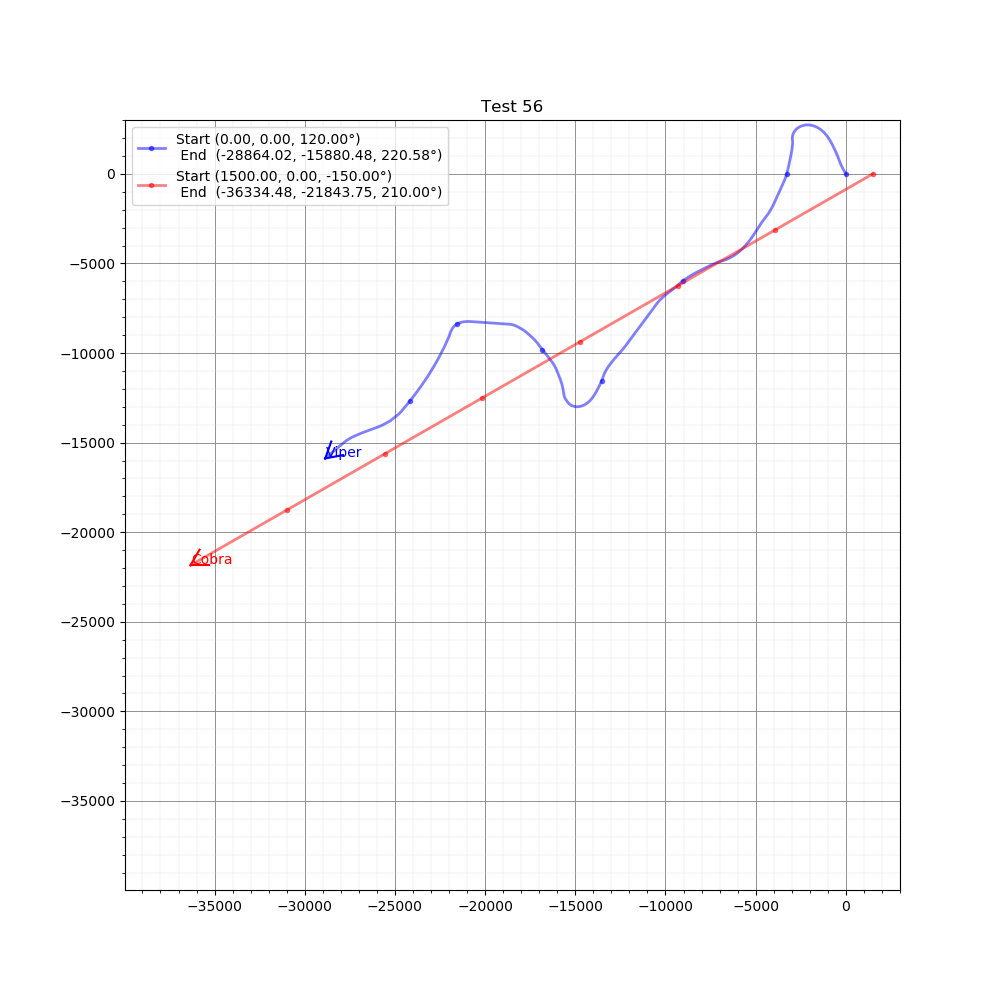 Test 56
Start (0.00, 0.00, 120.00°)
End (-28864.02, -15880.48, 220.58°)
Start (1500.00, 0.00, -150.00°)
End (-36334.48, -21843.75, 210.00°)
0
−5000
−10000
−15000
−20000
−25000
−30000
−35000
Viper
Cobra
−35000 −30000 −25000 −20000 −15000 −10000 −5000 0